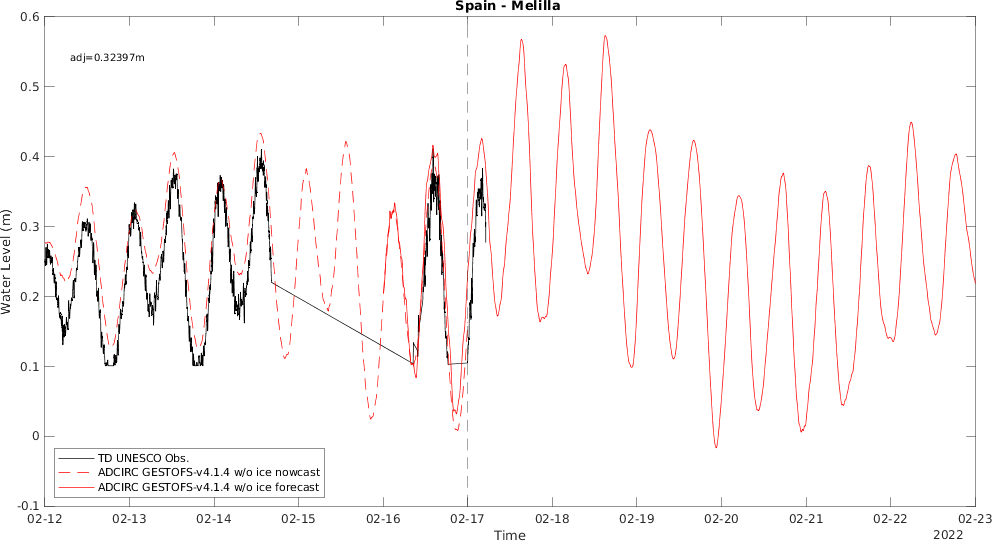 Spain - Melilla
adj=0.32397m
0.6
0.5
0.4
0.3
0.2
0.1
0
-0.1
Water Level (m)
TD UNESCO Obs.
ADCIRC GESTOFS-v4.1.4 w/o ice nowcast
ADCIRC GESTOFS-v4.1.4 w/o ice forecast
02-12 02-13 02-14 02-15 02-16 02-17 02-18 02-19 02-20 02-21 02-22 02-23
Time
2022